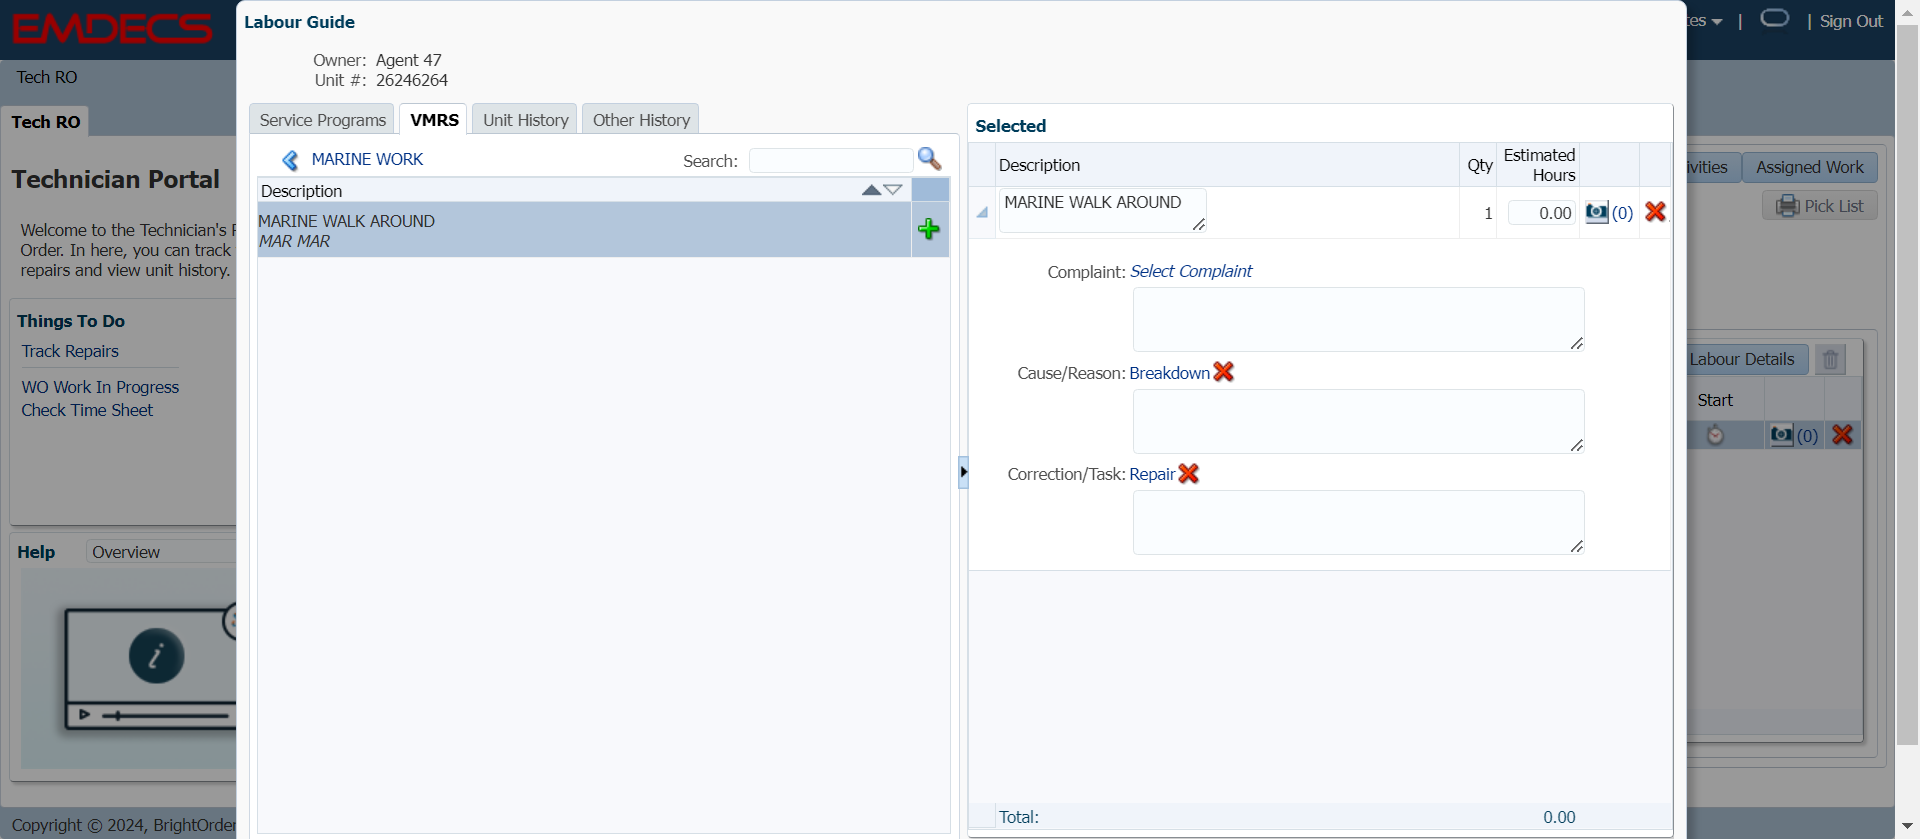 EMDECS
Labour Guide
tes
|
| Sign Out
Owner: Agent 47
Unit #: 26246264
Tech RO
Tech RO
Service Programs
VMRS
Unit History
Other History
MARINE WORK
Search:
Description
MARINE WALK AROUND
MAR MAR
Selected
Description
Qty
Estimated
Hours
MARINE WALK AROUND
1
0.00
(0)
Complaint: Select Complaint
Cause/Reason: Breakdown
Correction/Task: Repair
Total:
0.00
Technician Portal
Welcome to the Technician's
Order. In here, you can track
repairs and view unit history.
Things To Do
Track Repairs
WO Work In Progress
Check Time Sheet
Help
Overview
i
ivities
Assigned Work
Pick List
Labour Details
Start
(0)
Copyright © 2024, BrightOrder